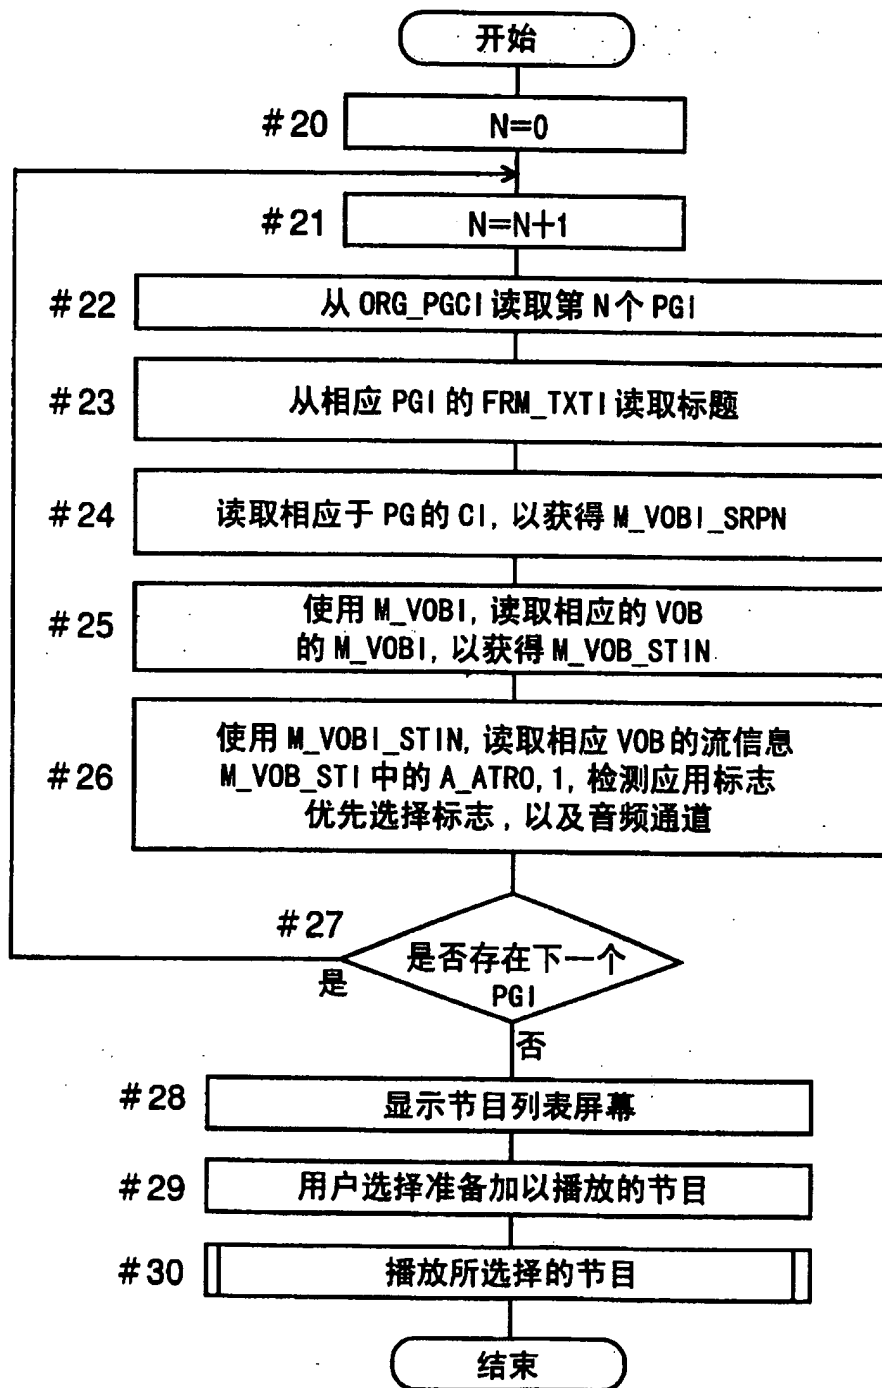 开始
#20 N=0
#21 N=N+1
#22 从 ORG_PGCI 读取第 N 个 PGI
#23 从相应 PGI 的 FRM_TXTI 读取标题
#24 读取相应于 PG 的 CI, 以获得 M_VOBI_SRPN
使用 M_VOBI, 读取相应的 VOB
#25 的 M_VOBI, 以获得 M_VOB_STIN
使用 M_VOBI_STIN, 读取相应 VOB 的流信息
#26 M_VOB_STI 中的 A_ATR0, 1, 检测应用标志
优先选择标志, 以及音频通道
#27
是否存在下一个
是
PGI
否
#28 显示节目列表屏幕
#29 用户选择准备加以播放的节目
#30 播放所选择的节目
结束